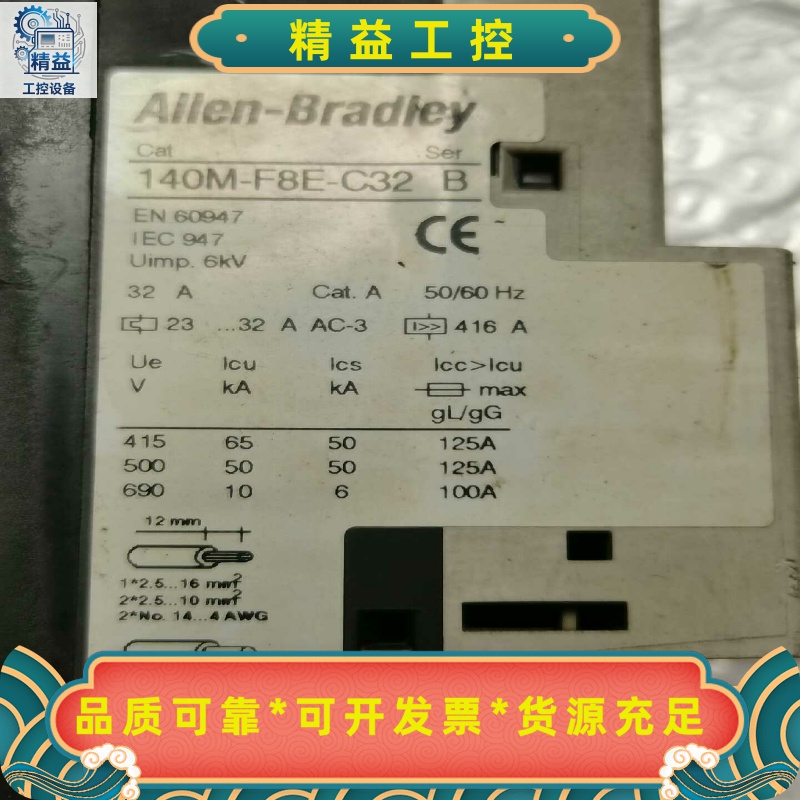 精益
工控设备
精益工控
Allen-Bradley
Cat Ser
140M-F8E-C32 B
EN 60947
IEC 947
Uimp. 6kV
CE
32 A Cat. A 50/60 Hz
23 ...32 A AC-3 I>> 416 A
Ue Icu Ics Icc>Icu
V kA kA max
gL/gG
415 65 50 125A
500 50 50 125A
690 10 6 100A
12 mm
1*2.5...16 mm²
2*2.5...10 mm²
2*No. 14...4 AWG
品质可靠*可开发票*货源充足